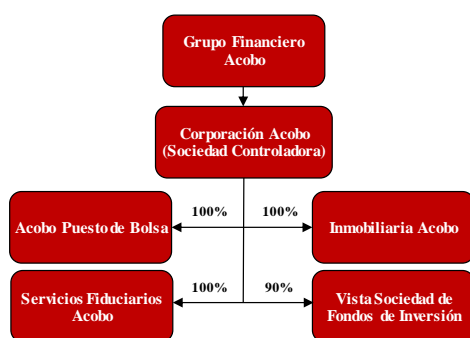 Grupo Financiero
Acobo
Corporación Acobo
(Sociedad Controladora)
100% 100%
Acobo Puesto de Bolsa
Inmobiliaria Acobo
100% 90%
Servicios Fiduciarios
Acobo
Vista Sociedad de
Fondos de Inversión